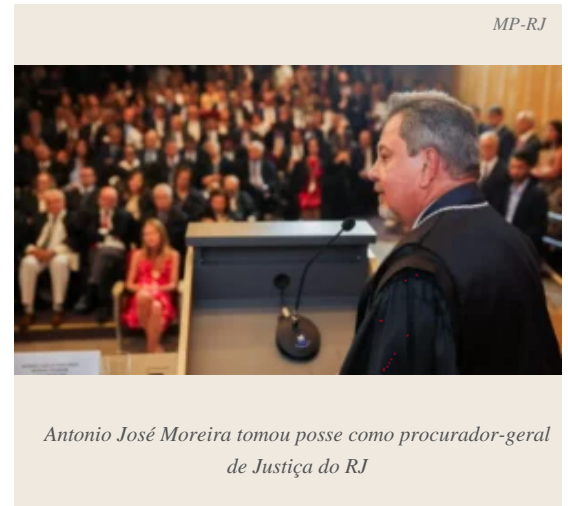 MP-RJ
Antonio José Moreira tomou posse como procurador-geral
de Justiça do RJ